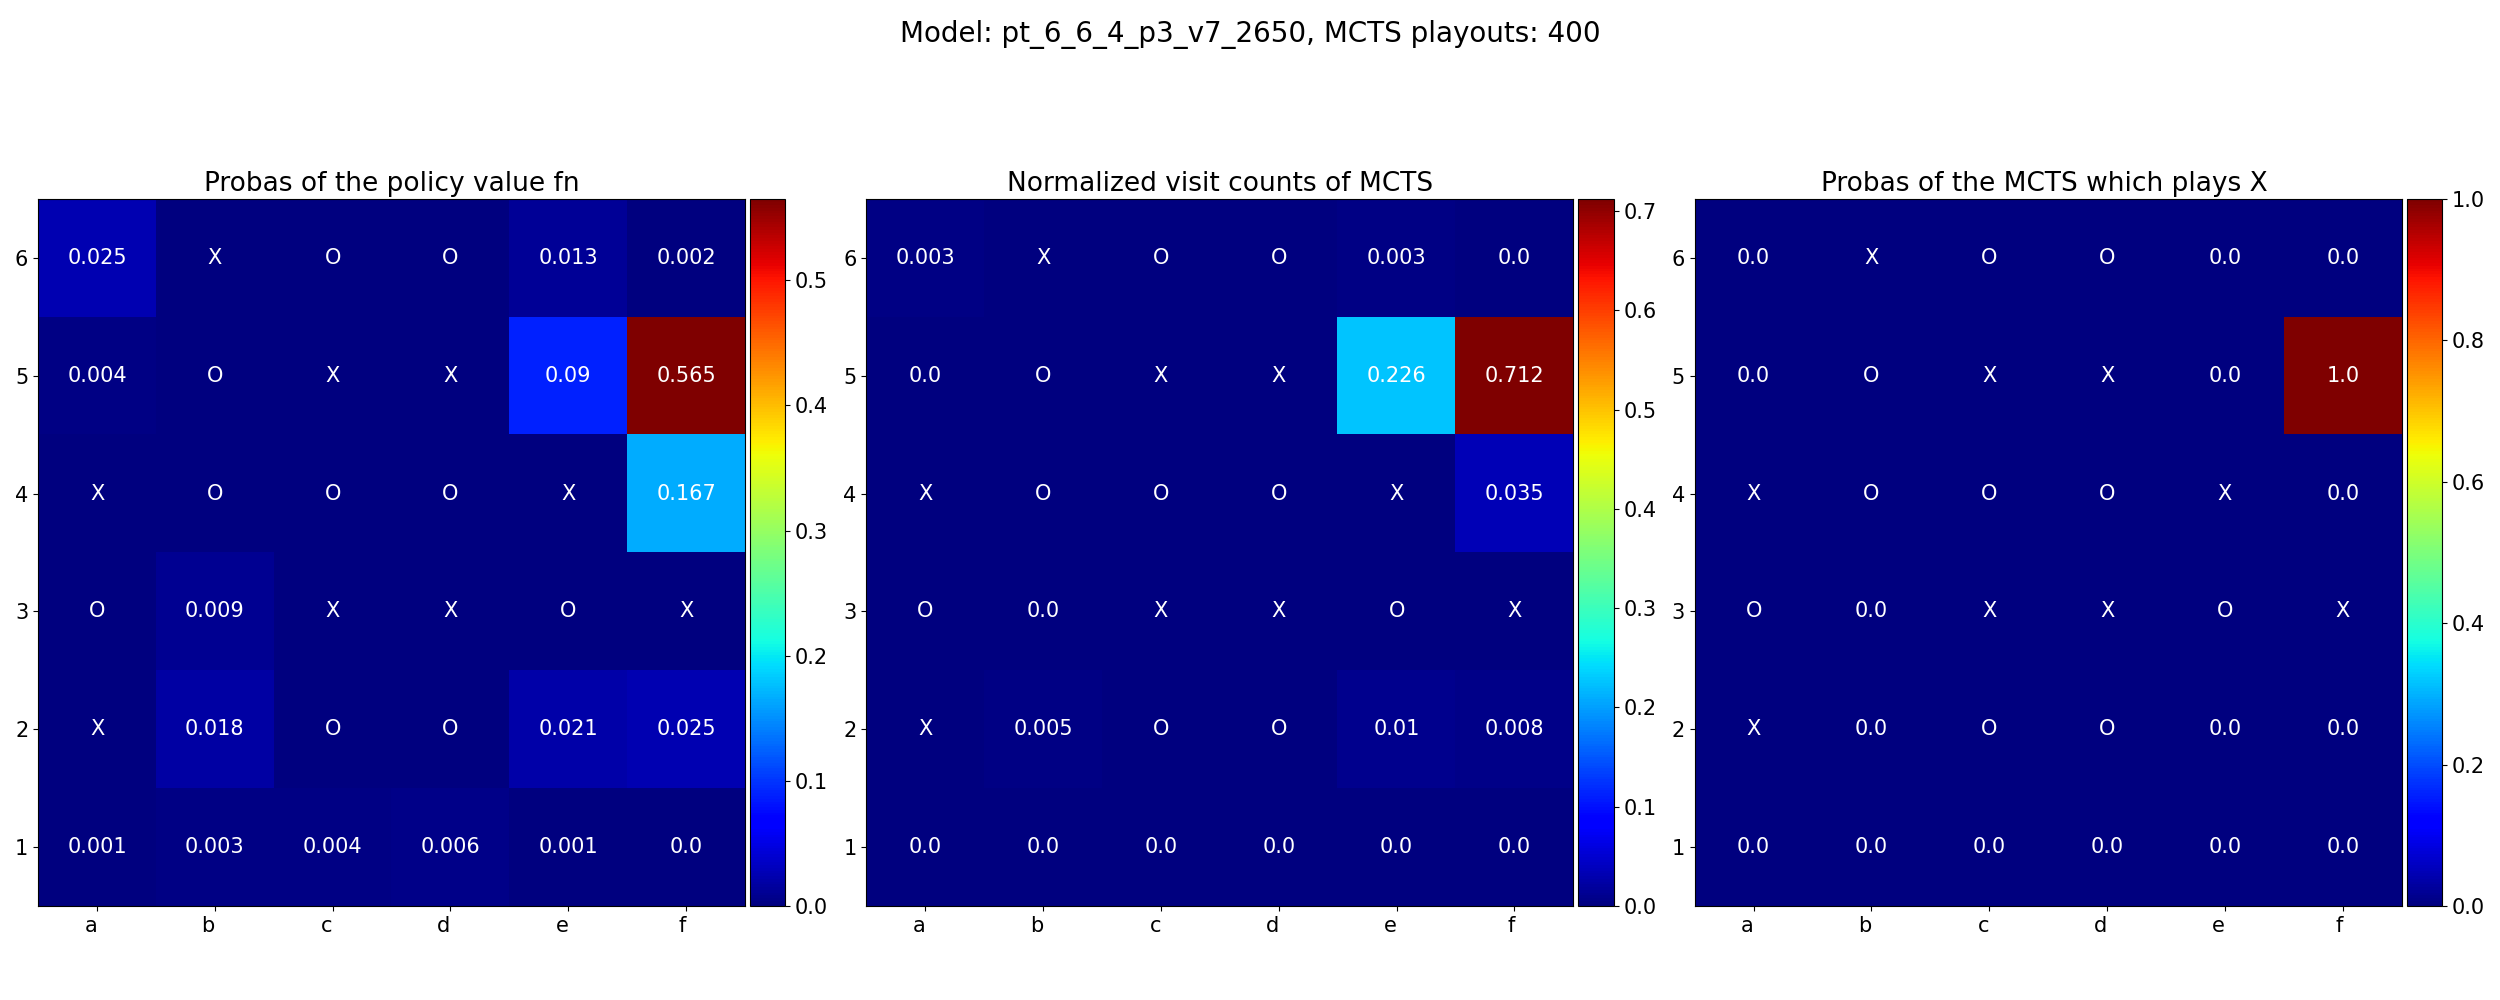 Model: pt_6_6_4_p3_v7_2650, MCTS playouts: 400
Probas of the policy value fn
6 0.025 X O O 0.013 0.002
5 0.004 O X X 0.09 0.565
4 X O O O X 0.167
3 O 0.009 X X O X
2 X 0.018 O O 0.021 0.025
1 0.001 0.003 0.004 0.006 0.001 0.0
a b c d e f
0.5
0.4
0.3
0.2
0.1
0.0
Normalized visit counts of MCTS
6 0.003 X O O 0.003 0.0
5 0.0 O X X 0.226 0.712
4 X O O O X 0.035
3 O 0.0 X X O X
2 X 0.005 O O 0.01 0.008
1 0.0 0.0 0.0 0.0 0.0 0.0
a b c d e f
0.7
0.6
0.5
0.4
0.3
0.2
0.1
0.0
Probas of the MCTS which plays X
6 0.0 X O O 0.0 0.0
5 0.0 O X X 0.0 1.0
4 X O O O X 0.0
3 O 0.0 X X O X
2 X 0.0 O O 0.0 0.0
1 0.0 0.0 0.0 0.0 0.0 0.0
a b c d e f
1.0
0.8
0.6
0.4
0.2
0.0